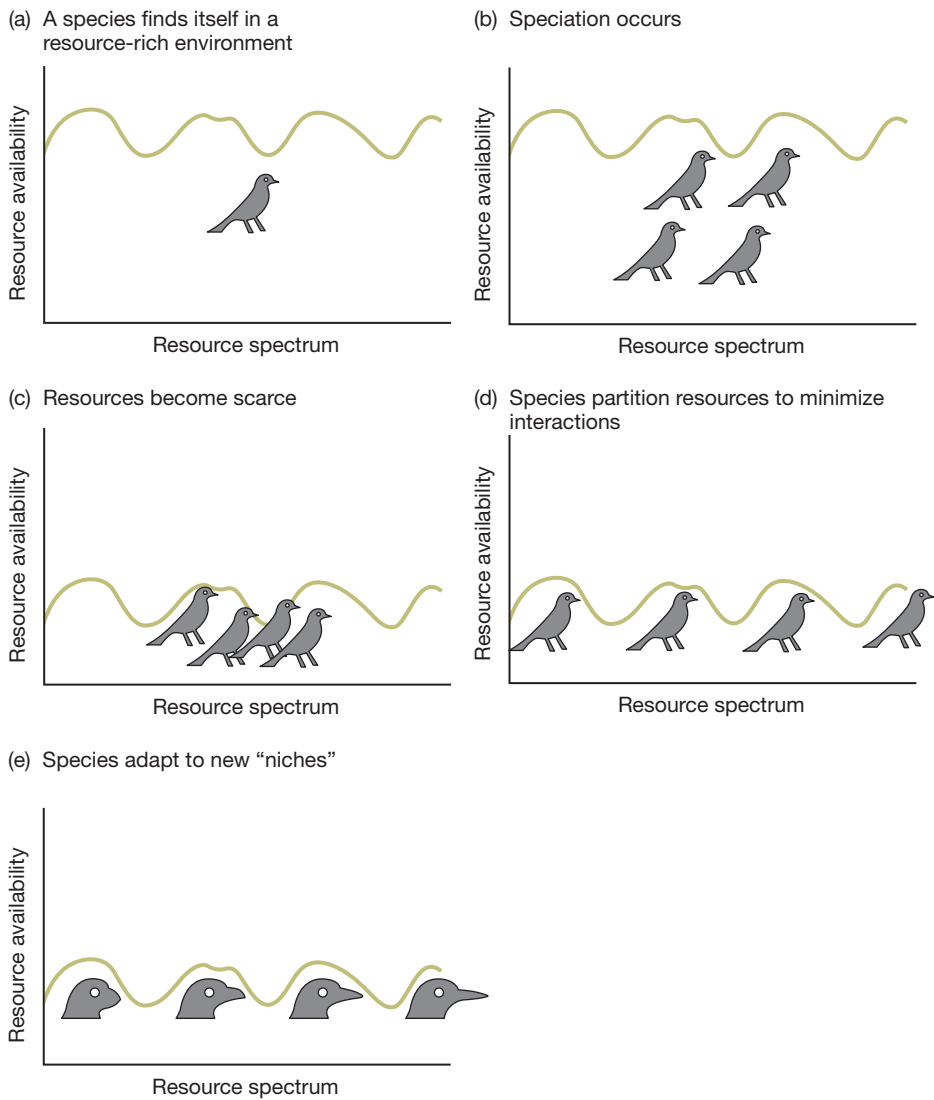 (a) A species finds itself in a
resource-rich environment
Resource availability
Resource spectrum
(b) Speciation occurs
Resource availability
Resource spectrum
(c) Resources become scarce
Resource availability
Resource spectrum
(d) Species partition resources to minimize
interactions
Resource availability
Resource spectrum
(e) Species adapt to new “niches”
Resource availability
Resource spectrum